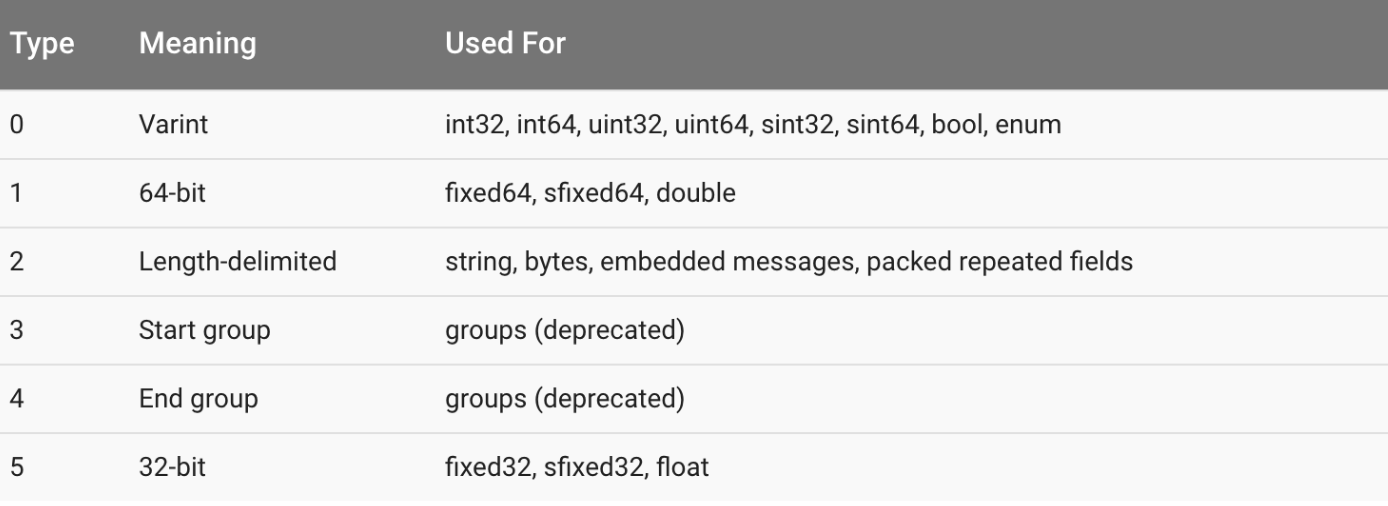 Type Meaning Used For
0 Varint int32, int64, uint32, uint64, sint32, sint64, bool, enum
1 64-bit fixed64, sfixed64, double
2 Length-delimited string, bytes, embedded messages, packed repeated fields
3 Start group groups (deprecated)
4 End group groups (deprecated)
5 32-bit fixed32, sfixed32, float